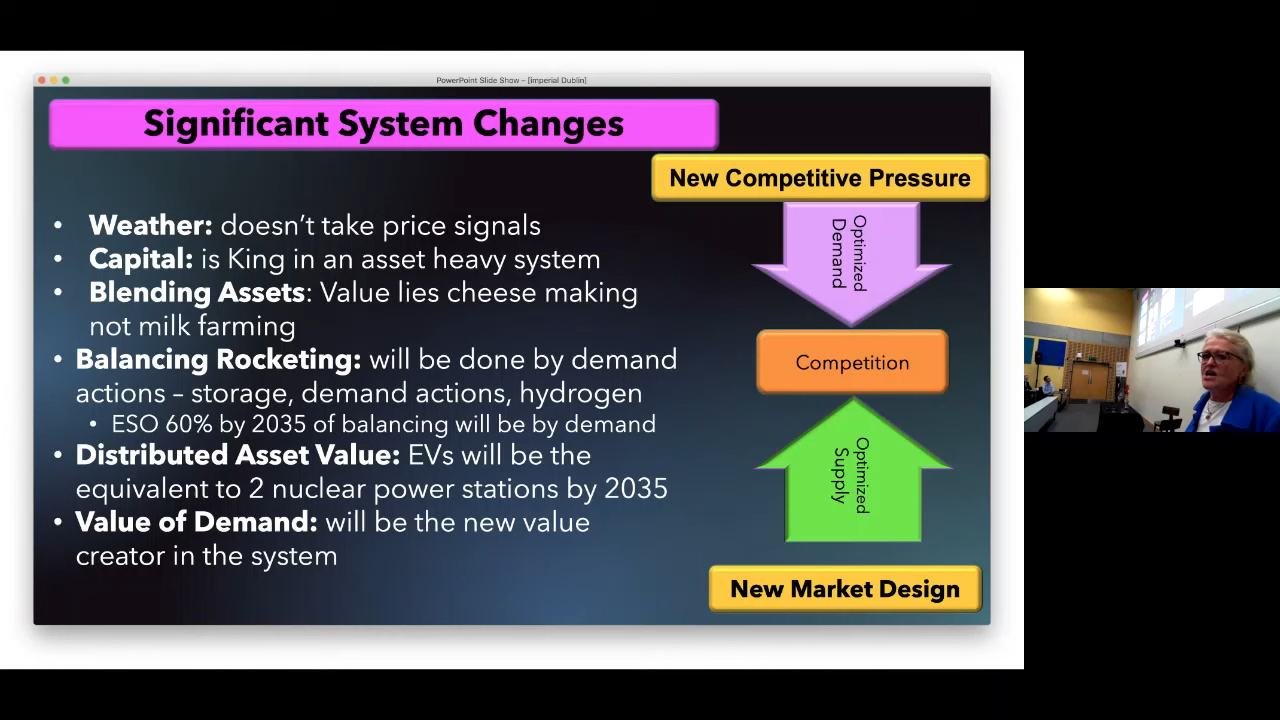 PowerPoint Slide Show – [imperial Dublin]
Significant System Changes
New Competitive Pressure
• Weather: doesn’t take price signals
• Capital: is King in an asset heavy system
• Blending Assets: Value lies cheese making
not milk farming
• Balancing Rocketing: will be done by demand
actions – storage, demand actions, hydrogen
• ESO 60% by 2035 of balancing will be by demand
• Distributed Asset Value: EVs will be the
equivalent to 2 nuclear power stations by 2035
• Value of Demand: will be the new value
creator in the system
Optimized
Demand
Competition
Optimized
Supply
New Market Design